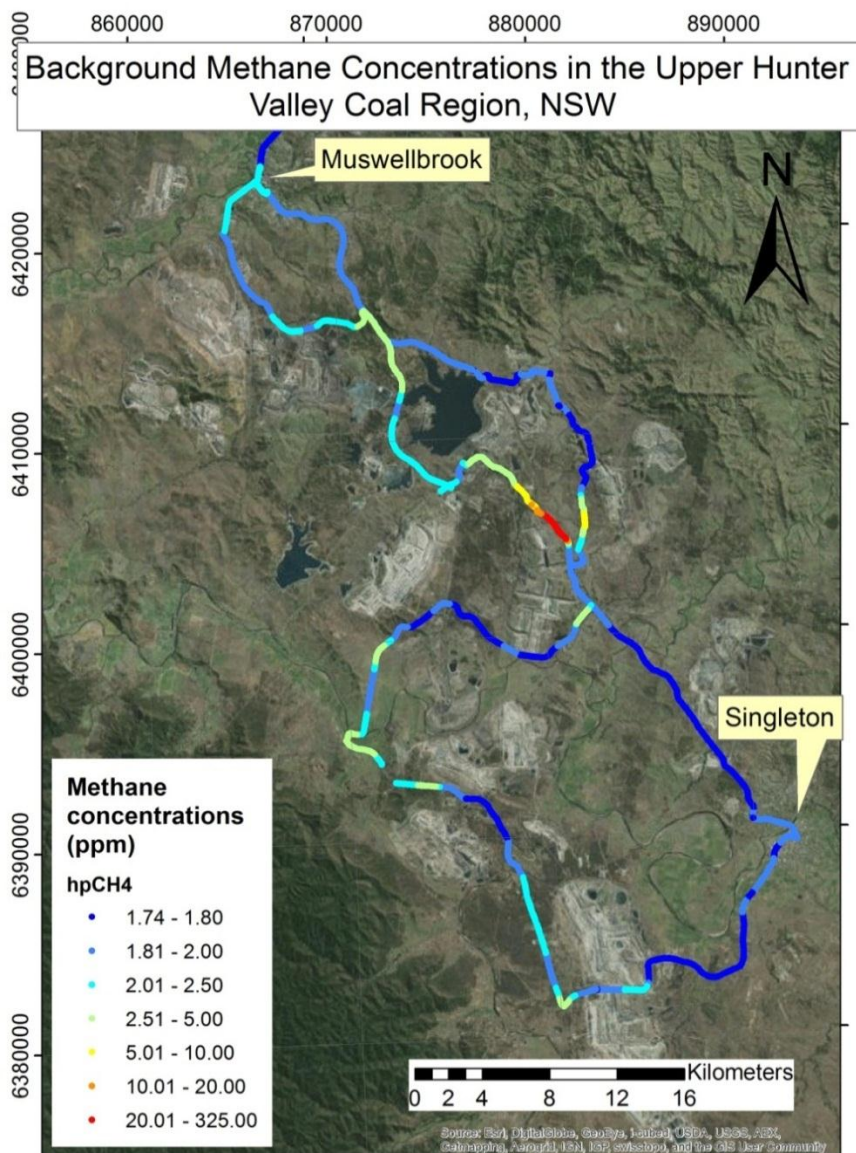 860000 870000 880000 890000
Background Methane Concentrations in the Upper Hunter
Valley Coal Region, NSW
Muswellbrook
N
6420000
6410000
6400000
Singleton
6390000
6380000
Methane
concentrations
(ppm)
hpCH4
1.74 - 1.80
1.81 - 2.00
2.01 - 2.50
2.51 - 5.00
5.01 - 10.00
10.01 - 20.00
20.01 - 325.00
Kilometers
0 2 4 8 12 16
Source: Esri, DigitalGlobe, GeoEye, i-cubed, USDA, USGS, AEX,
Getmapping, Aerogrid, IGN, IGP, swisstopo, and the GIS User Community